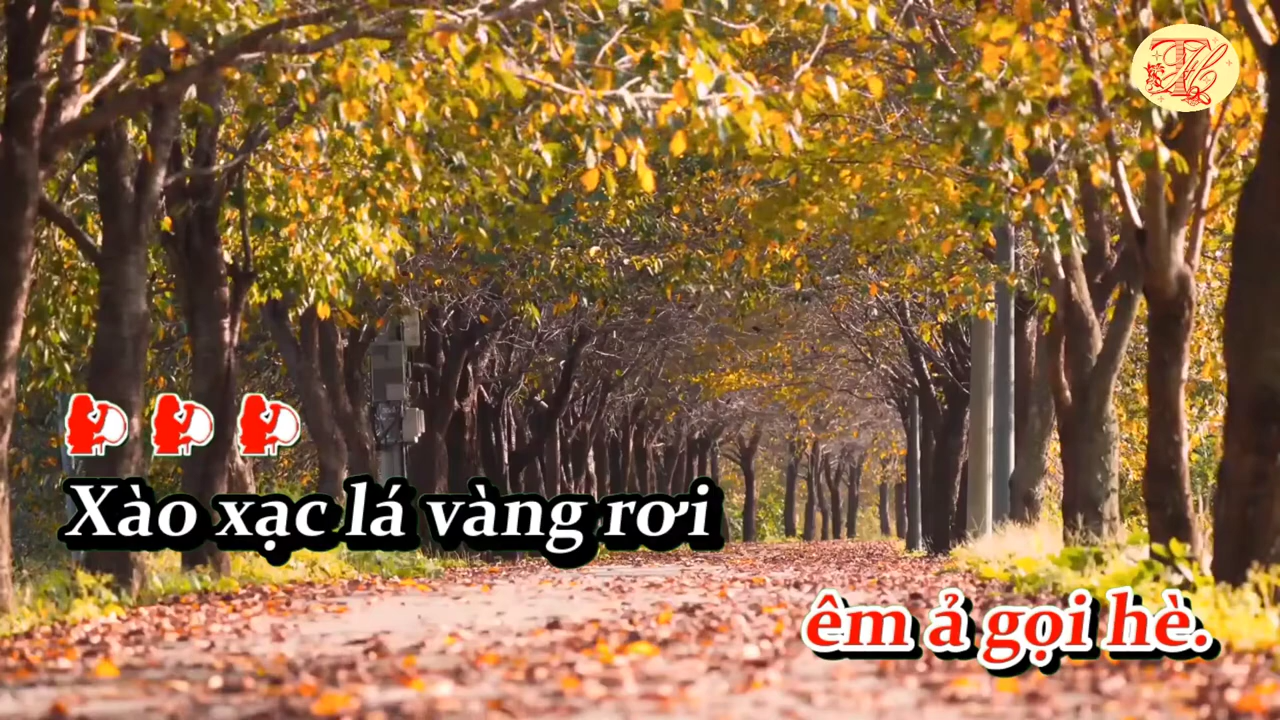 Xào xạc lá vàng rơi
êm ả gọi hè.